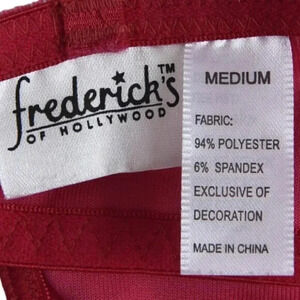 frederick's™
OF HOLLYWOOD
MEDIUM
FABRIC:
94% POLYESTER
6% SPANDEX
EXCLUSIVE OF
DECORATION
MADE IN CHINA